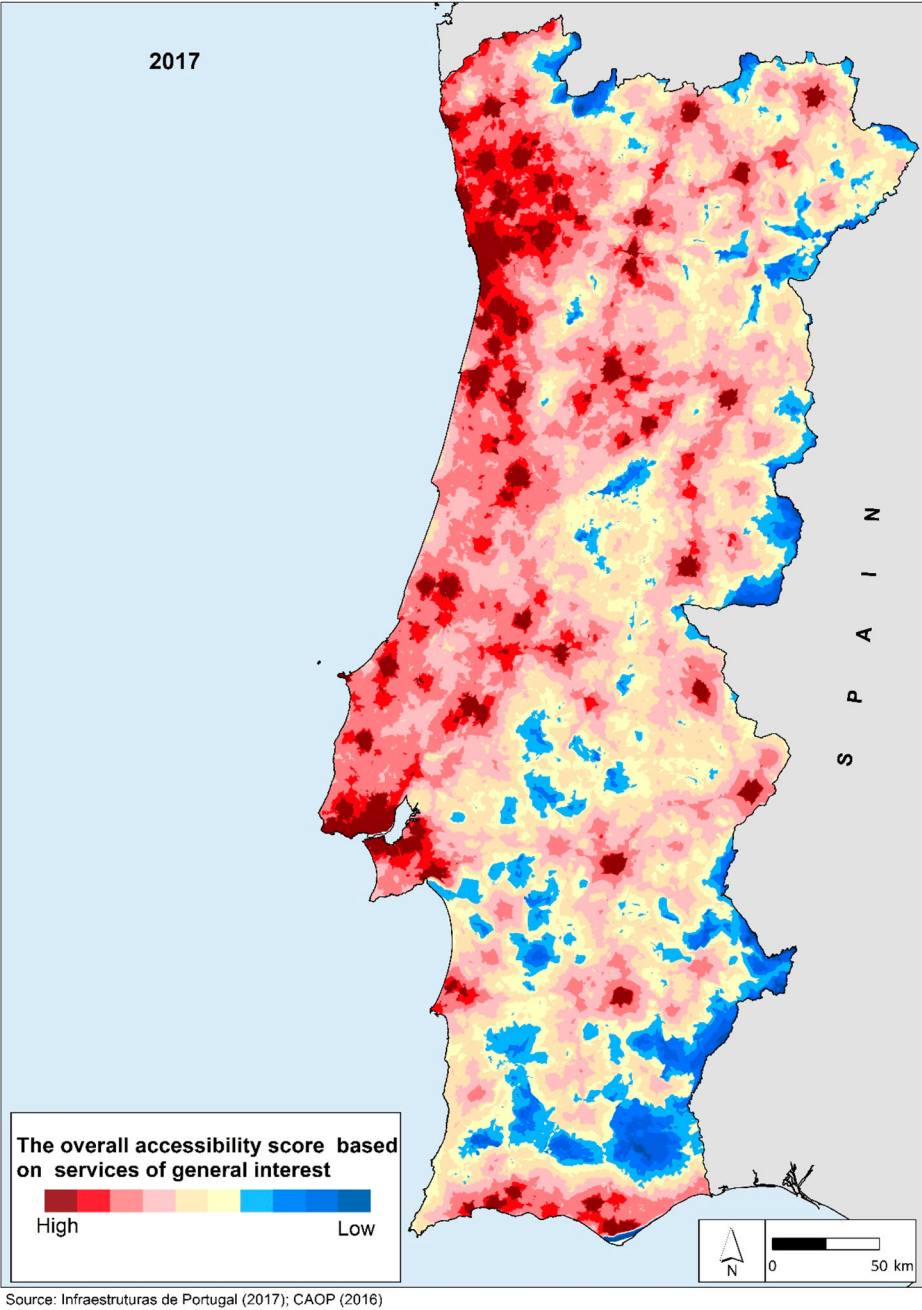 2017
S P A I N
The overall accessibility score based
on services of general interest
High Low
N
0 50 km
Source: Infraestruturas de Portugal (2017); CAOP (2016)